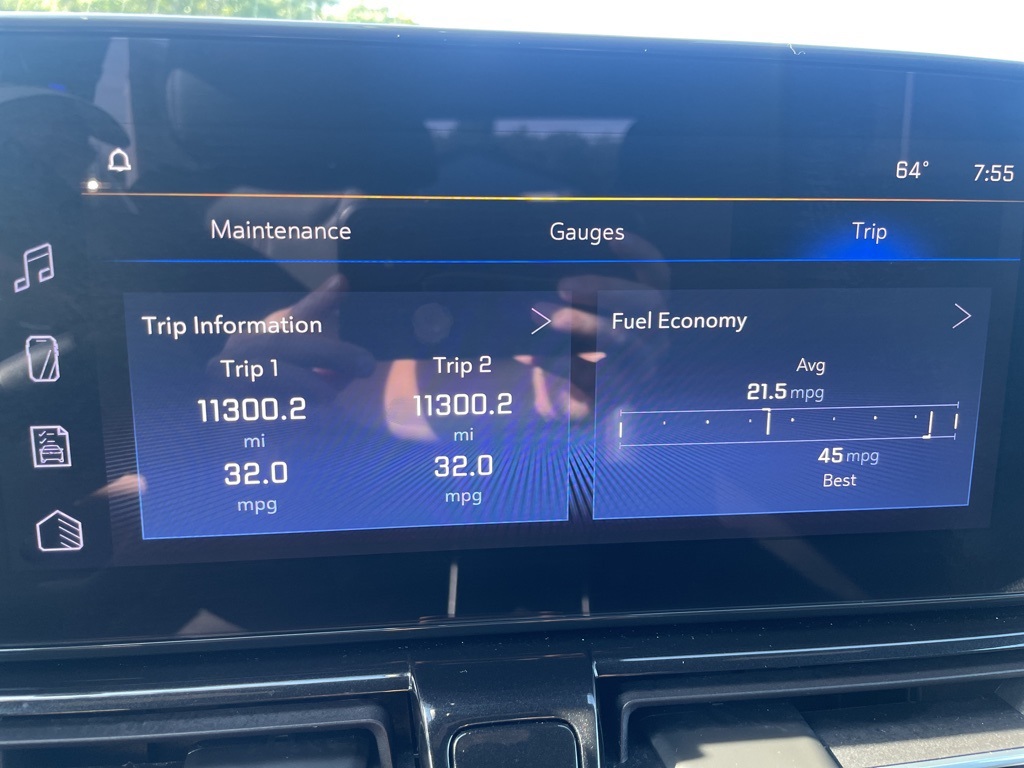 64° 7:55
Maintenance Gauges Trip
Trip Information
Trip 1
11300.2
mi
32.0
mpg
Trip 2
11300.2
mi
32.0
mpg
Fuel Economy
Avg
21.5 mpg
45 mpg
Best